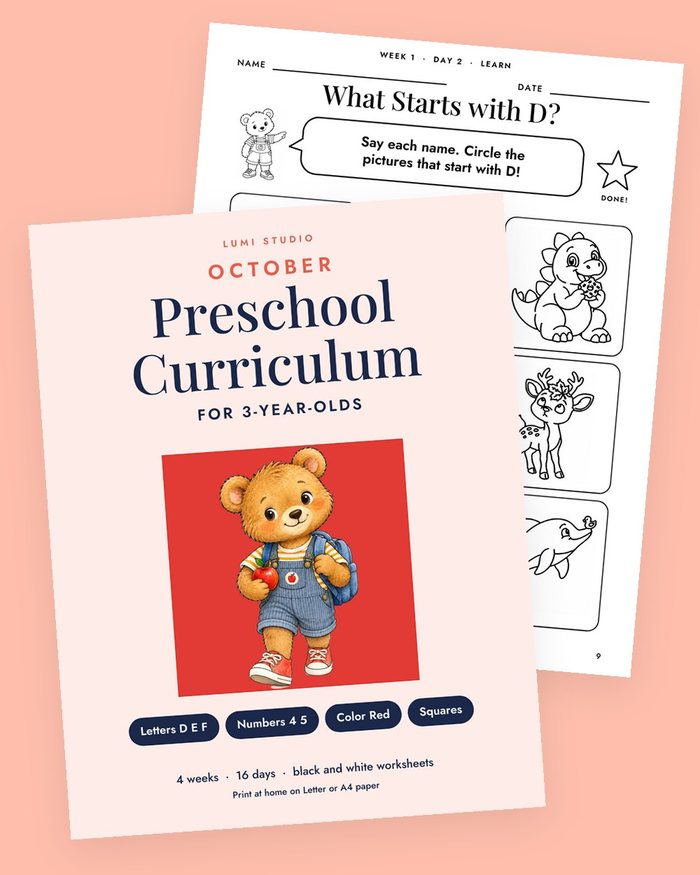 WEEK 1 · DAY 2 · LEARN
NAME
DATE
What Starts with D?
Say each name. Circle the
pictures that start with D!
DONE!
9
LUMI STUDIO
OCTOBER
Preschool
Curriculum
FOR 3-YEAR-OLDS
Letters D E F
Numbers 4 5
Color Red
Squares
4 weeks · 16 days · black and white worksheets
Print at home on Letter or A4 paper